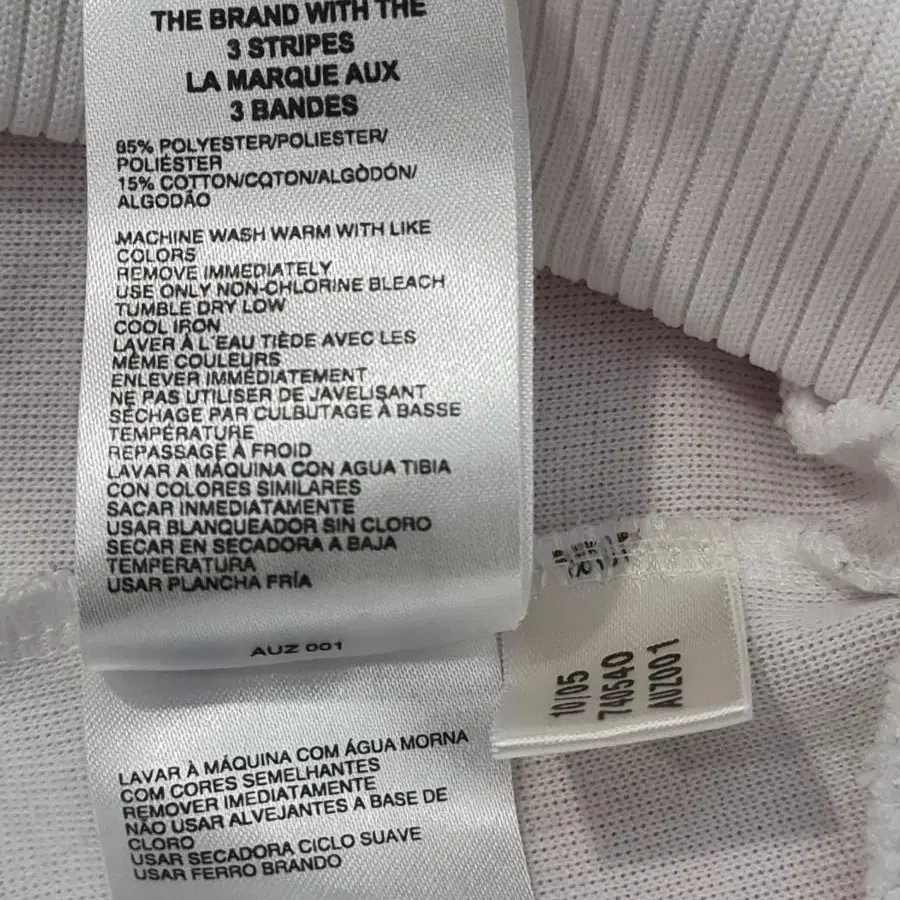 THE BRAND WITH THE
3 STRIPES
LA MARQUE AUX
3 BANDES
85% POLYESTER/POLIESTER/
POLIÉSTER
15% COTTON/COTON/ALGÒDÓN/
ALGODÃO
MACHINE WASH WARM WITH LIKE
COLORS
REMOVE IMMEDIATELY
USE ONLY NON-CHLORINE BLEACH
TUMBLE DRY LOW
COOL IRON
LAVER À L'EAU TIÈDE AVEC LES
MÊME COULEURS
ENLEVER IMMÉDIATEMENT
NE PAS UTILISER DE JAVELISANT
SÉCHAGE PAR CULBUTAGE À BASSE
TEMPÉRATURE
REPASSAGE À FROID
LAVAR A MÁQUINA CON AGUA TIBIA
CON COLORES SIMILARES
SACAR INMEDIATAMENTE
USAR BLANQUEADOR SIN CLORO
SECAR EN SECADORA A BAJA
TEMPERATURA
USAR PLANCHA FRÍA
AUZ 001
10/05
740540
AUZ001
LAVAR À MÁQUINA COM ÁGUA MORNA
COM CORES SEMELHANTES
REMOVER IMEDIATAMENTE
NÃO USAR ALVEJANTES A BASE DE
CLORO
USAR SECADORA CICLO SUAVE
USAR FERRO BRANDO